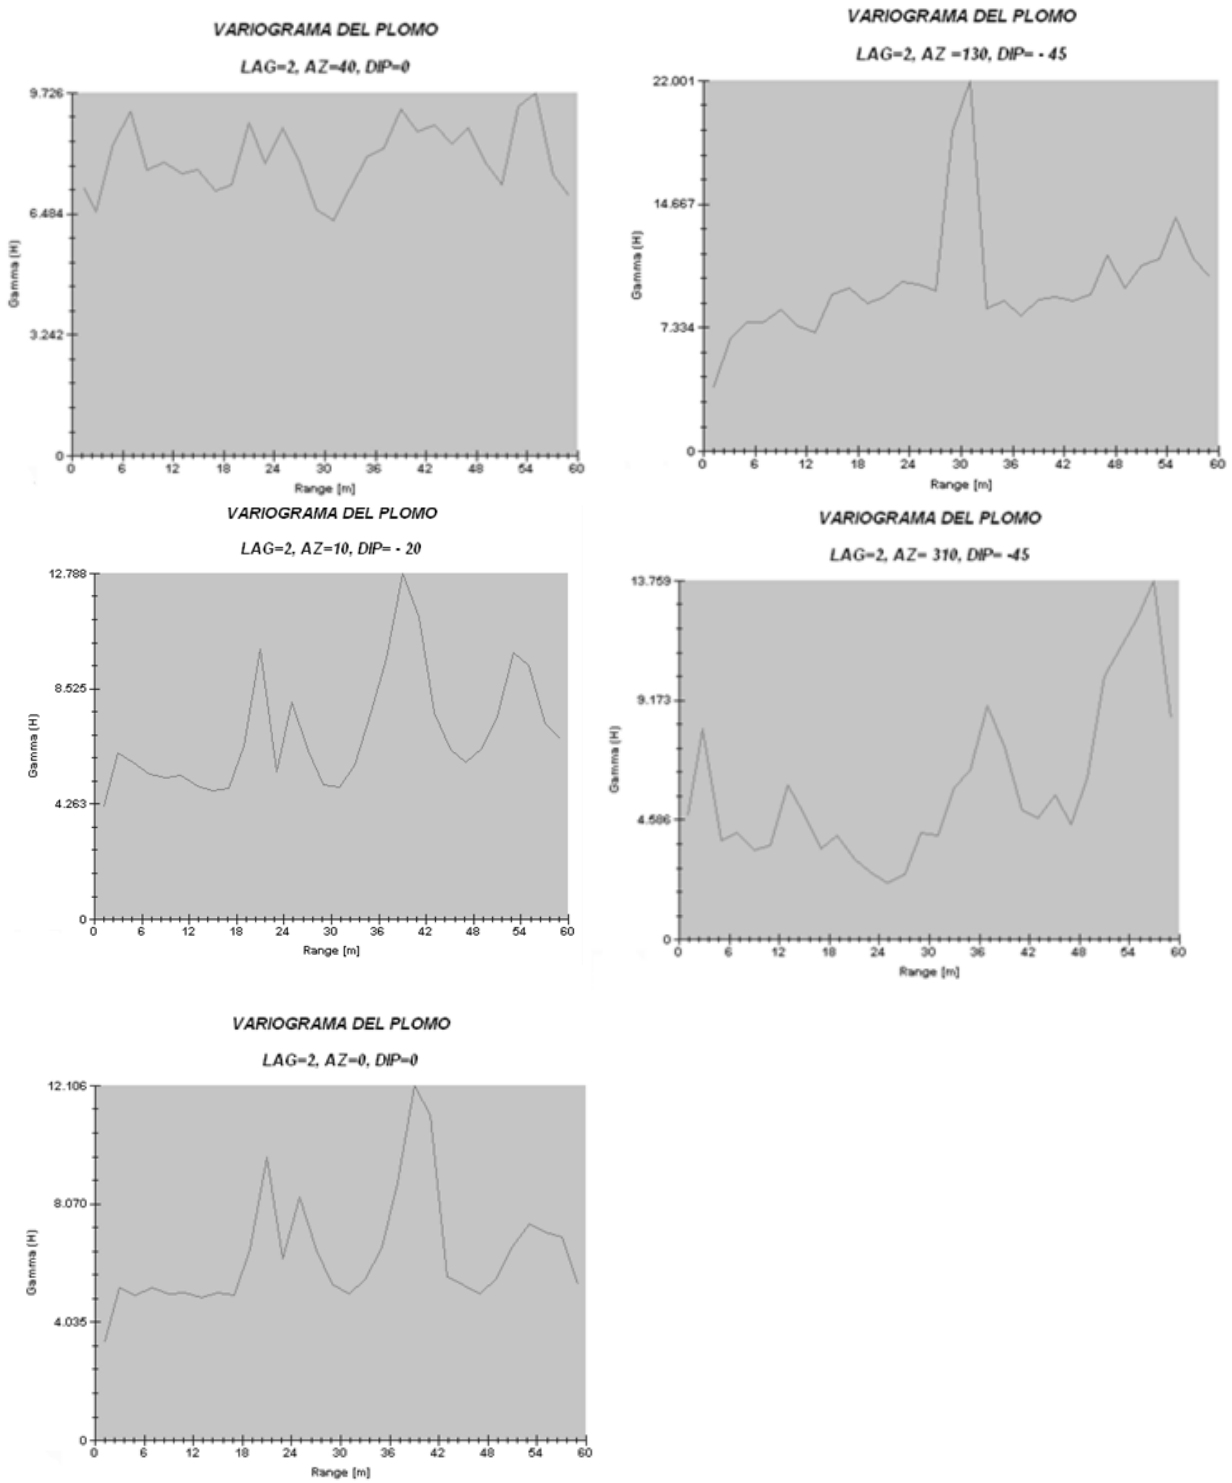 VARIOGRAMA DEL PLOMO
LAG=2, AZ=40, DIP=0
9.726
6.484
3.242
0
Gamma (H)
0 6 12 18 24 30 36 42 48 54 60
Range [m]
VARIOGRAMA DEL PLOMO
LAG=2, AZ =130, DIP= - 45
22.001
14.667
7.334
0
Gamma (H)
0 6 12 18 24 30 36 42 48 54 60
Range [m]
VARIOGRAMA DEL PLOMO
LAG=2, AZ=10, DIP= - 20
12.788
8.525
4.263
0
Gamma (H)
0 6 12 18 24 30 36 42 48 54 60
Range [m]
VARIOGRAMA DEL PLOMO
LAG=2, AZ= 310, DIP= -45
13.759
9.173
4.586
0
Gamma (H)
0 6 12 18 24 30 36 42 48 54 60
Range [m]
VARIOGRAMA DEL PLOMO
LAG=2, AZ=0, DIP=0
12.106
8.070
4.035
0
Gamma (H)
0 6 12 18 24 30 36 42 48 54 60
Range [m]